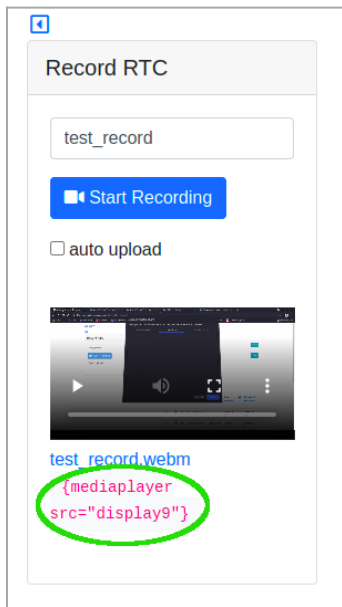 Record RTC
test_record
Start Recording
auto upload
test_record.webm
{mediaplayer
src="display9"}